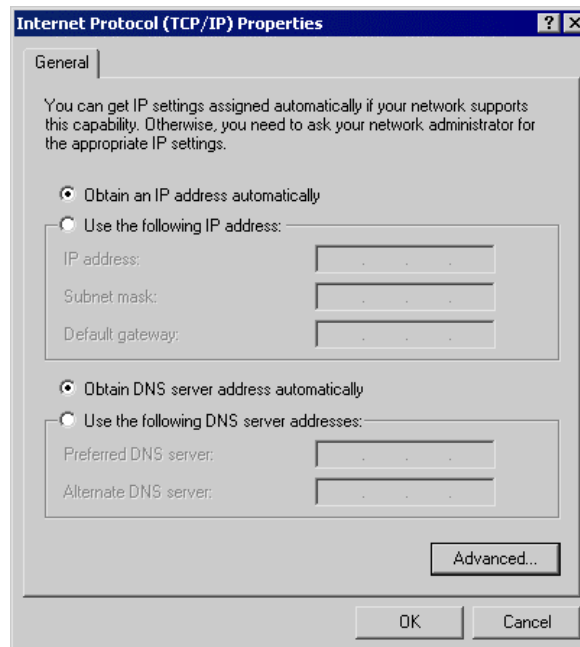 Internet Protocol (TCP/IP) Properties
General
You can get IP settings assigned automatically if your network supports
this capability. Otherwise, you need to ask your network administrator for
the appropriate IP settings.
Obtain an IP address automatically
Use the following IP address:
IP address:
Subnet mask:
Default gateway:
Obtain DNS server address automatically
Use the following DNS server addresses:
Preferred DNS server:
Alternate DNS server:
Advanced...
OK Cancel